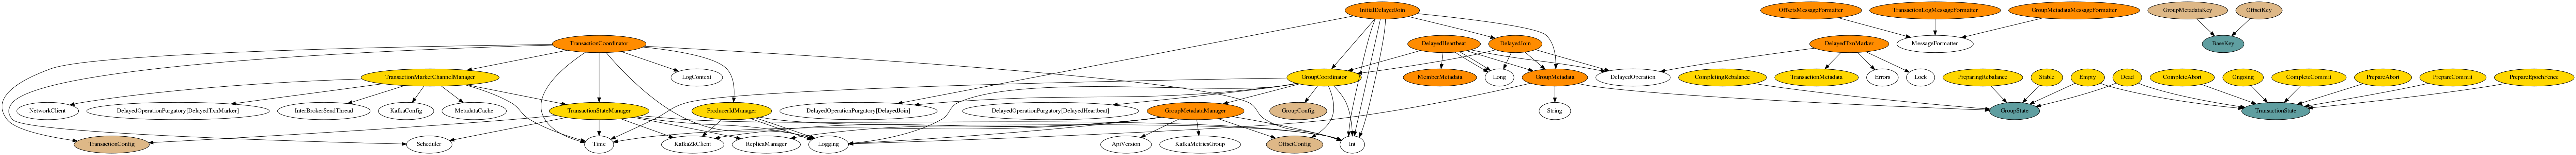 InitialDelayedJoin
OffsetsMessageFormatter
TransactionLogMessageFormatter
GroupMetadataMessageFormatter
GroupMetadataKey
OffsetKey
TransactionCoordinator
DelayedHeartbeat
DelayedJoin
DelayedTxnMarker
MessageFormatter
BaseKey
TransactionMarkerChannelManager
LogContext
GroupCoordinator
MemberMetadata
Long
GroupMetadata
DelayedOperation
CompletingRebalance
TransactionMetadata
Errors
Lock
PreparingRebalance
Stable
Empty
Dead
CompleteAbort
Ongoing
CompleteCommit
PrepareAbort
PrepareCommit
PrepareEpochFence
NetworkClient
DelayedOperationPurgatory[DelayedTxnMarker]
InterBrokerSendThread
KafkaConfig
MetadataCache
TransactionStateManager
ProducerIdManager
DelayedOperationPurgatory[DelayedJoin]
DelayedOperationPurgatory[DelayedHeartbeat]
GroupMetadataManager
GroupConfig
String
GroupState
TransactionState
TransactionConfig
Scheduler
Time
KafkaZkClient
ReplicaManager
Logging
ApiVersion
KafkaMetricsGroup
OffsetConfig
Int